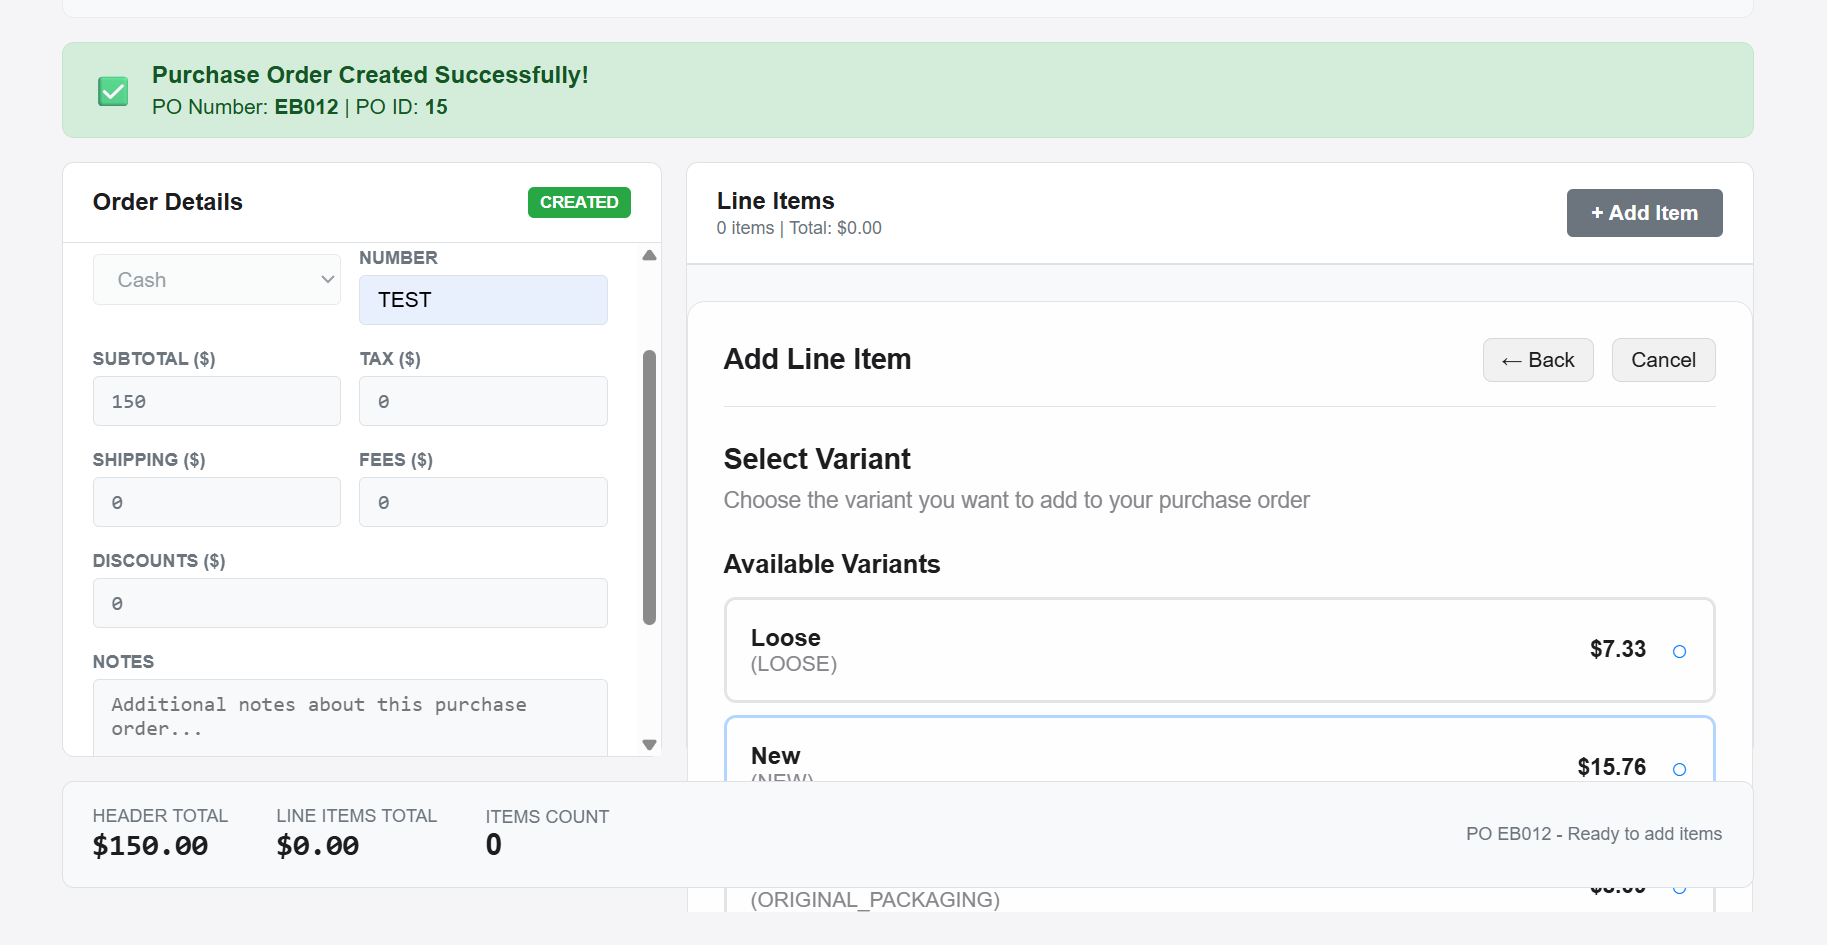 Purchase Order Created Successfully!
PO Number: EB012 | PO ID: 15
Order Details
CREATED
Cash
NUMBER
TEST
SUBTOTAL ($)
TAX ($)
150
0
SHIPPING ($)
FEES ($)
0
0
DISCOUNTS ($)
0
NOTES
Additional notes about this purchase
order...
Line Items
0 items | Total: $0.00
+ Add Item
Add Line Item
← Back
Cancel
Select Variant
Choose the variant you want to add to your purchase order
Available Variants
Loose
(LOOSE)
$7.33
New
(NEW)
$15.76
(ORIGINAL_PACKAGING)
HEADER TOTAL
$150.00
LINE ITEMS TOTAL
$0.00
ITEMS COUNT
0
PO EB012 - Ready to add items